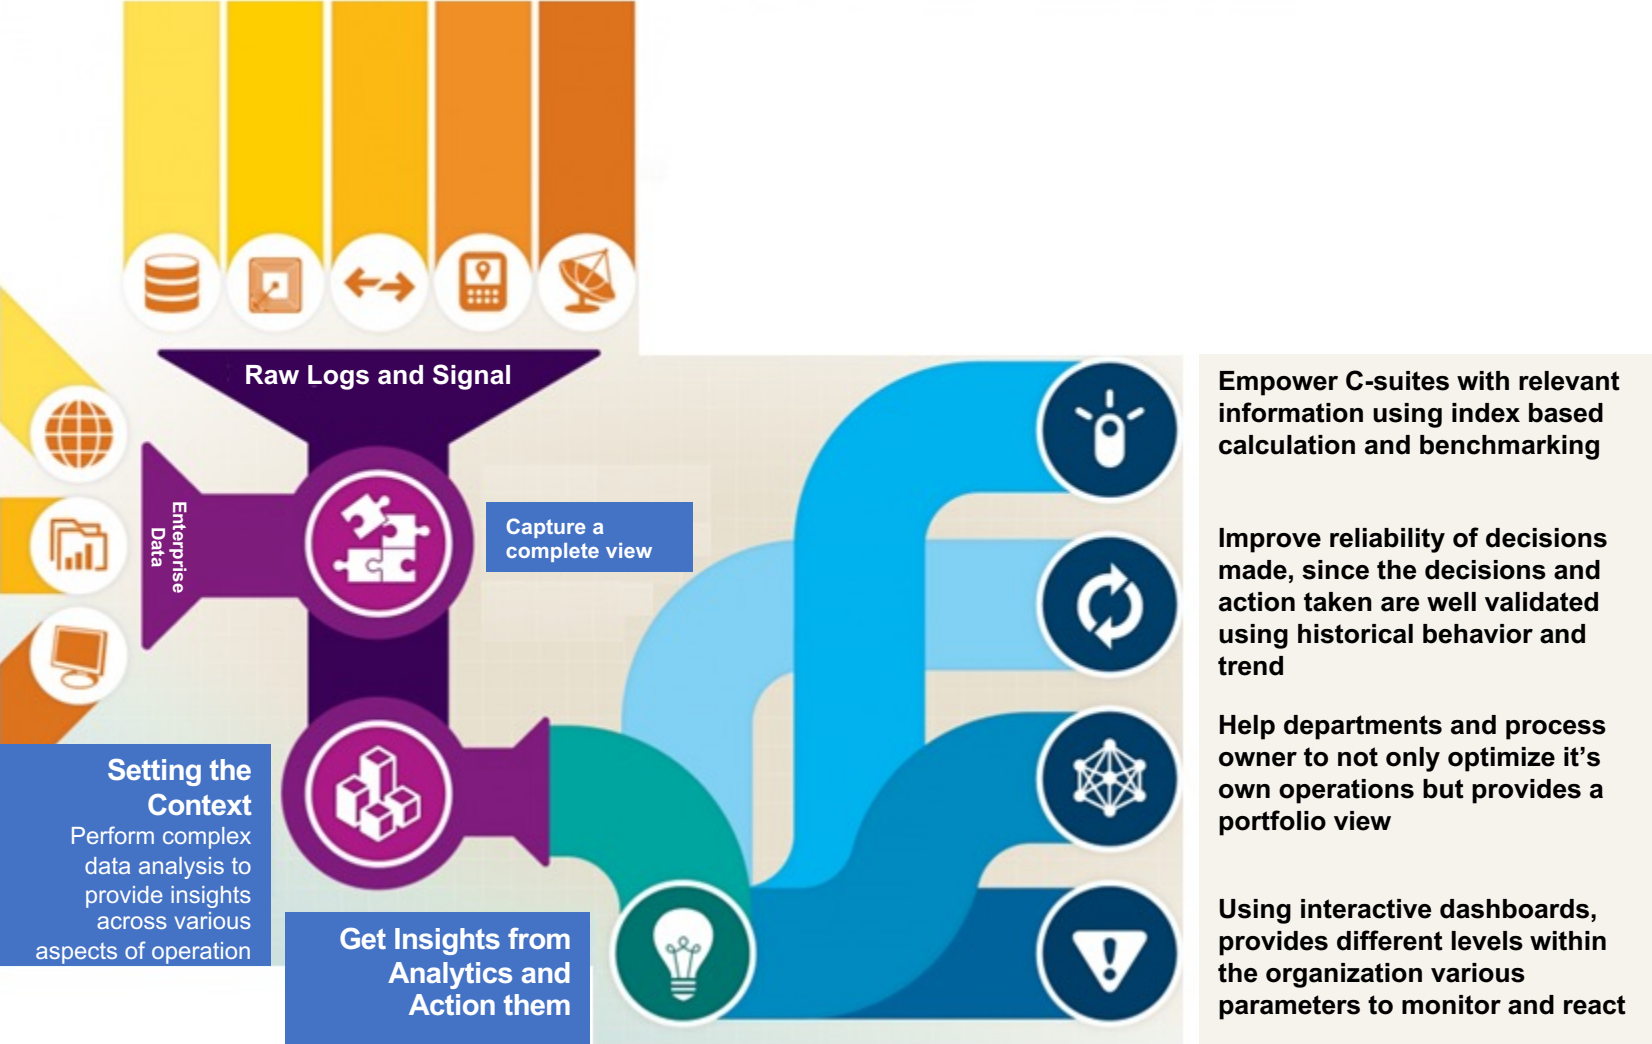 Raw Logs and Signal
Enterprise
Data
Capture a
complete view
Setting the
Context
Perform complex
data analysis to
provide insights
across various
aspects of operation
Get Insights from
Analytics and
Action them
Empower C-suites with relevant
information using index based
calculation and benchmarking
Improve reliability of decisions
made, since the decisions and
action taken are well validated
using historical behavior and
trend
Help departments and process
owner to not only optimize it’s
own operations but provides a
portfolio view
Using interactive dashboards,
provides different levels within
the organization various
parameters to monitor and react